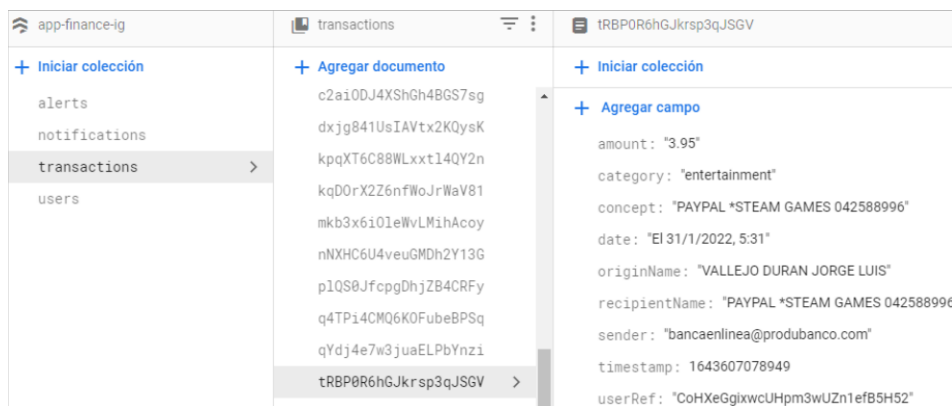 app-finance-ig
Iniciar colección
alerts
notifications
transactions
users
transactions
Agregar documento
c2aiODJ4XShGh4BGS7sg
dxjg841UsIAVtx2KQysK
kpqXT6C88WLxxtl4QY2n
kqDOrX2Z6nfWoJrWaV81
mkb3x6iOleWvLMihAcoy
nNXHC6U4veuGMDh2Y13G
plQS0JfcpgDhjZB4CRFy
q4TPi4CMQ6KOFubeBPSq
qYdj4e7w3juaELPbYnzi
tRBP0R6hGJkrsp3qJSGV
tRBP0R6hGJkrsp3qJSGV
Iniciar colección
Agregar campo
amount: "3.95"
category: "entertainment"
concept: "PAYPAL *STEAM GAMES 042588996"
date: "El 31/1/2022, 5:31"
originName: "VALLEJO DURAN JORGE LUIS"
recipientName: "PAYPAL *STEAM GAMES 042588996
sender: "bancaenlinea@produbanco.com"
timestamp: 1643607078949
userRef: "CoHXeGgixwcUHpm3wUZn1efB5H52"